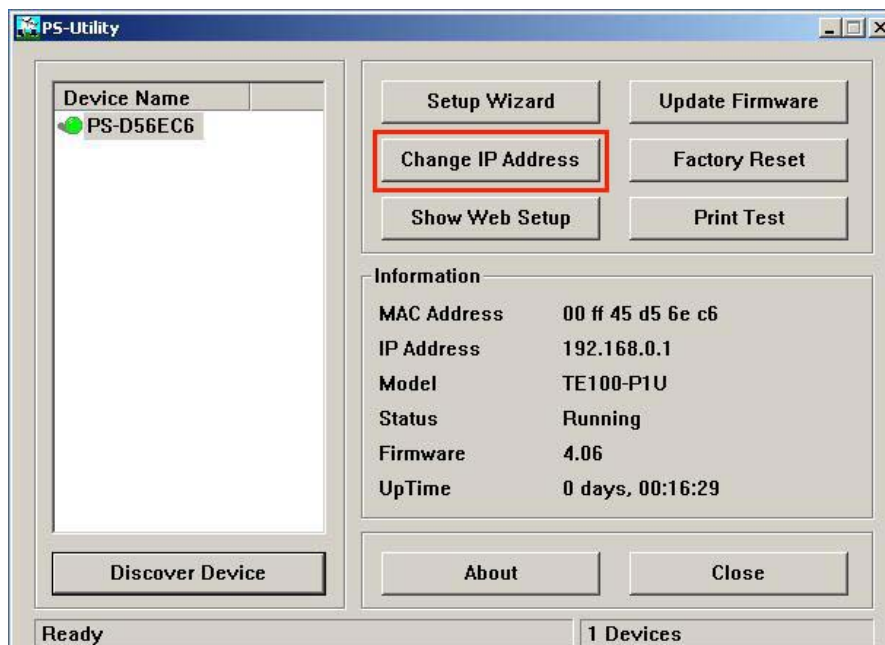 PS-Utility
Device Name
PS-D56EC6
Discover Device
Setup Wizard
Update Firmware
Change IP Address
Factory Reset
Show Web Setup
Print Test
Information
MAC Address 00 ff 45 d5 6e c6
IP Address 192.168.0.1
Model TE100-P1U
Status Running
Firmware 4.06
UpTime 0 days, 00:16:29
About
Close
Ready
1 Devices